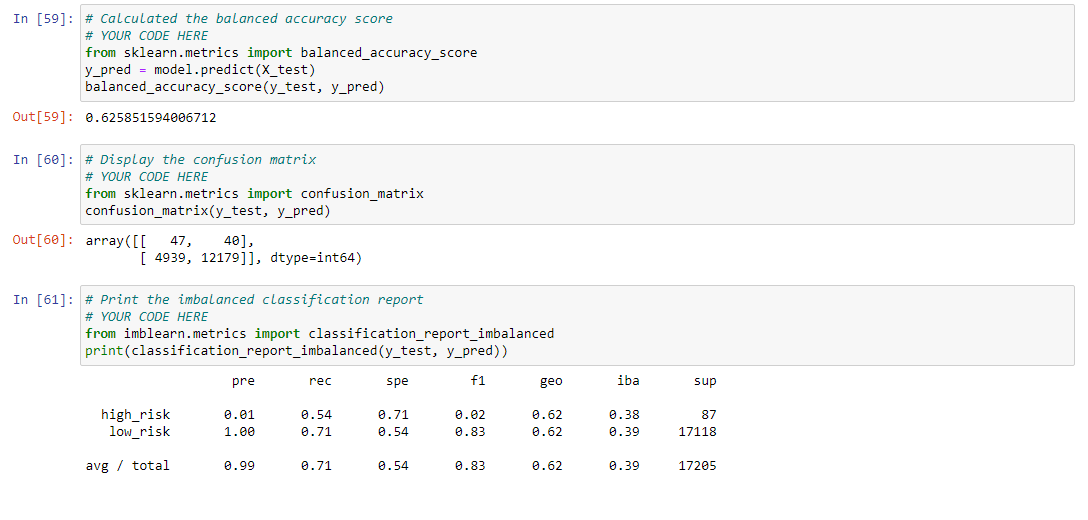 In [59]: # Calculated the balanced accuracy score
# YOUR CODE HERE
from sklearn.metrics import balanced_accuracy_score
y_pred = model.predict(X_test)
balanced_accuracy_score(y_test, y_pred)
Out[59]: 0.625851594006712
In [60]: # Display the confusion matrix
# YOUR CODE HERE
from sklearn.metrics import confusion_matrix
confusion_matrix(y_test, y_pred)
Out[60]: array([[   47,    40],
       [ 4939, 12179]], dtype=int64)
In [61]: # Print the imbalanced classification report
# YOUR CODE HERE
from imblearn.metrics import classification_report_imbalanced
print(classification_report_imbalanced(y_test, y_pred))
pre rec spe f1 geo iba sup
high_risk 0.01 0.54 0.71 0.02 0.62 0.38 87
low_risk 1.00 0.71 0.54 0.83 0.62 0.39 17118
avg / total 0.99 0.71 0.54 0.83 0.62 0.39 17205